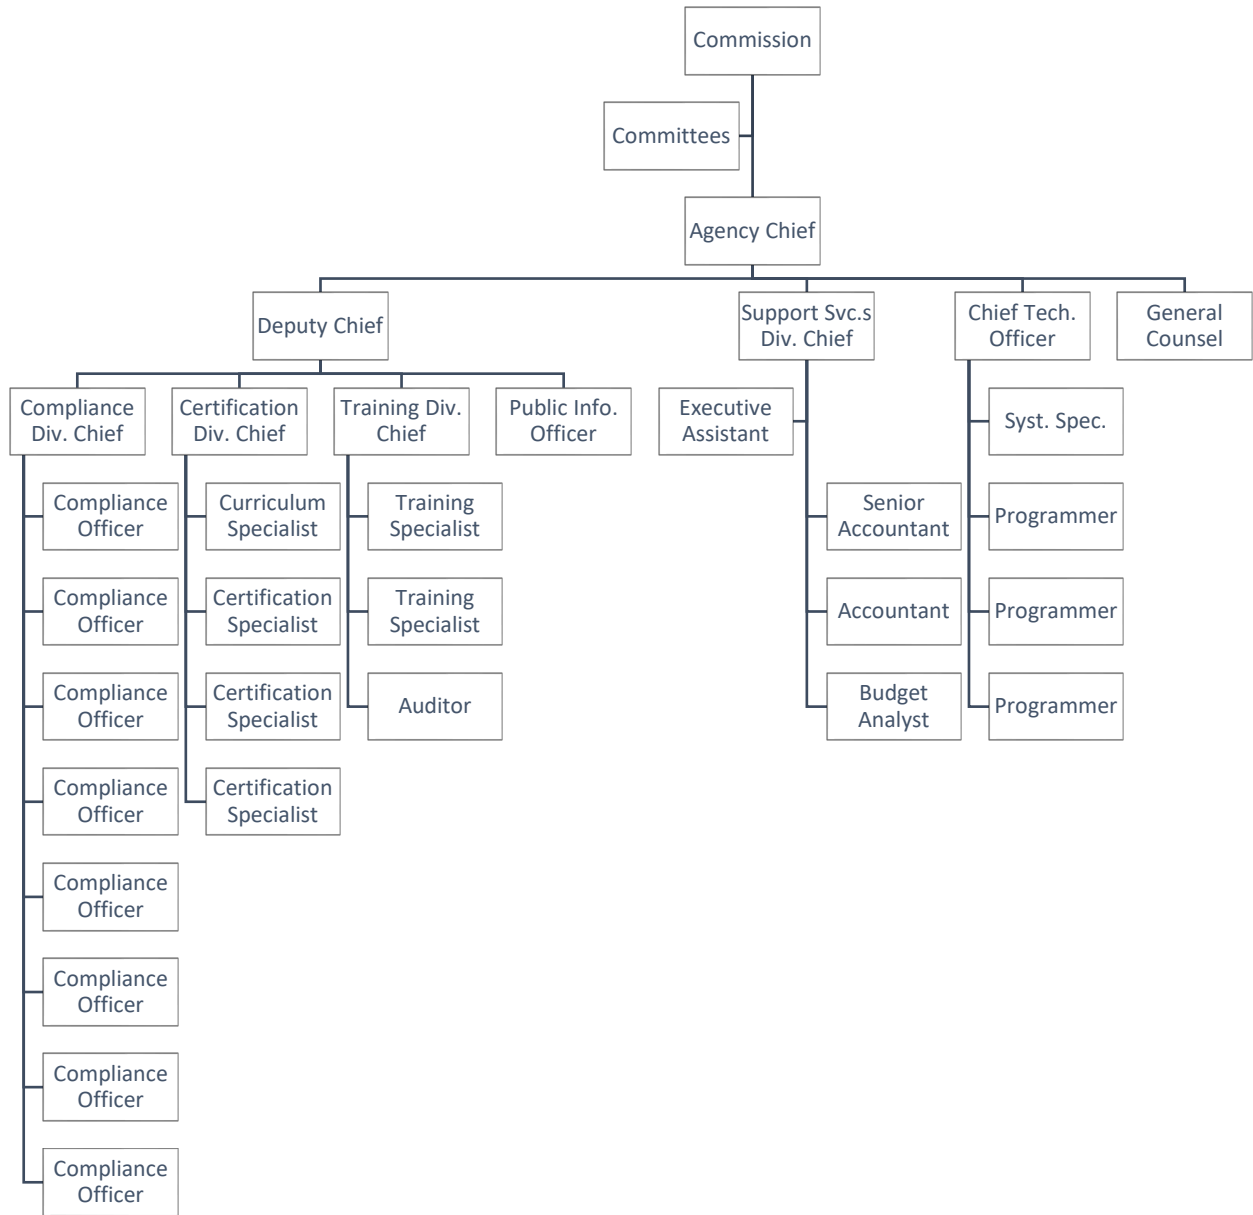 Commission
Committees
Agency Chief
Deputy Chief
Support Svc.s
Div. Chief
Chief Tech.
Officer
General
Counsel
Compliance
Div. Chief
Certification
Div. Chief
Training Div.
Chief
Public Info.
Officer
Executive
Assistant
Syst. Spec.
Compliance
Officer
Curriculum
Specialist
Training
Specialist
Senior
Accountant
Programmer
Compliance
Officer
Certification
Specialist
Training
Specialist
Accountant
Programmer
Compliance
Officer
Certification
Specialist
Auditor
Budget
Analyst
Programmer
Compliance
Officer
Certification
Specialist
Compliance
Officer
Compliance
Officer
Compliance
Officer
Compliance
Officer